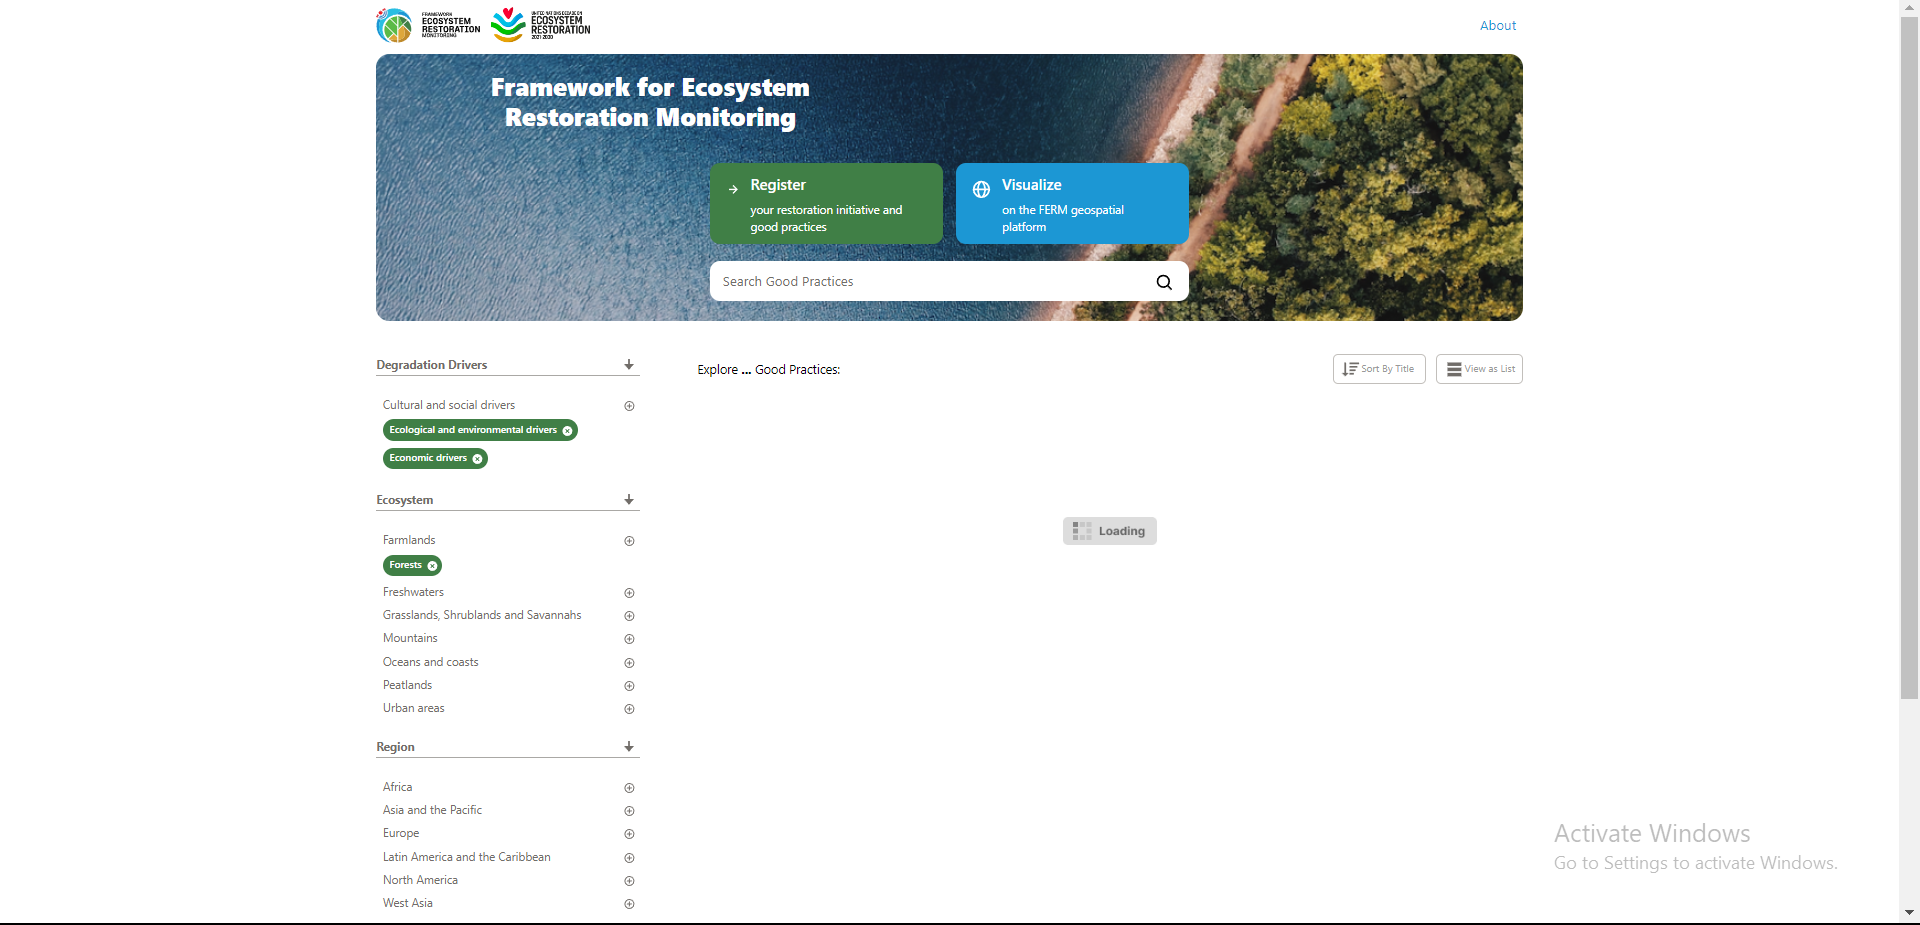 FRAMEWORK
ECOSYSTEM
RESTORATION
MONITORING
UNITED NATIONS DECADE ON
ECOSYSTEM
RESTORATION
2021-2030
About
Framework for Ecosystem
Restoration Monitoring
Register
your restoration initiative and
good practices
Visualize
on the FERM geospatial
platform
Search Good Practices
Degradation Drivers
Cultural and social drivers
Ecological and environmental drivers
Economic drivers
Ecosystem
Farmlands
Forests
Freshwaters
Grasslands, Shrublands and Savannahs
Mountains
Oceans and coasts
Peatlands
Urban areas
Region
Africa
Asia and the Pacific
Europe
Latin America and the Caribbean
North America
West Asia
Explore ... Good Practices:
Sort By Title
View as List
Loading
Activate Windows
Go to Settings to activate Windows.